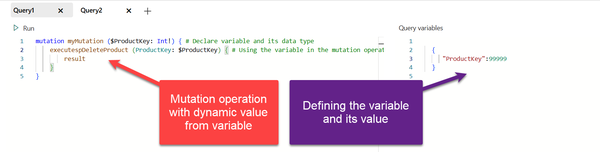 Query1
Query2
Run
Query variables
1 mutation myMutation ($ProductKey: Int!) { # Declare variable and its data type
2 executespDeleteProduct (ProductKey: $ProductKey) { # Using the variable in the mutation operat
3 result
4 }
5 }
1
2 {
3 "ProductKey":99999
4 }
Mutation operation
with dynamic value
from variable
Defining the variable
and its value